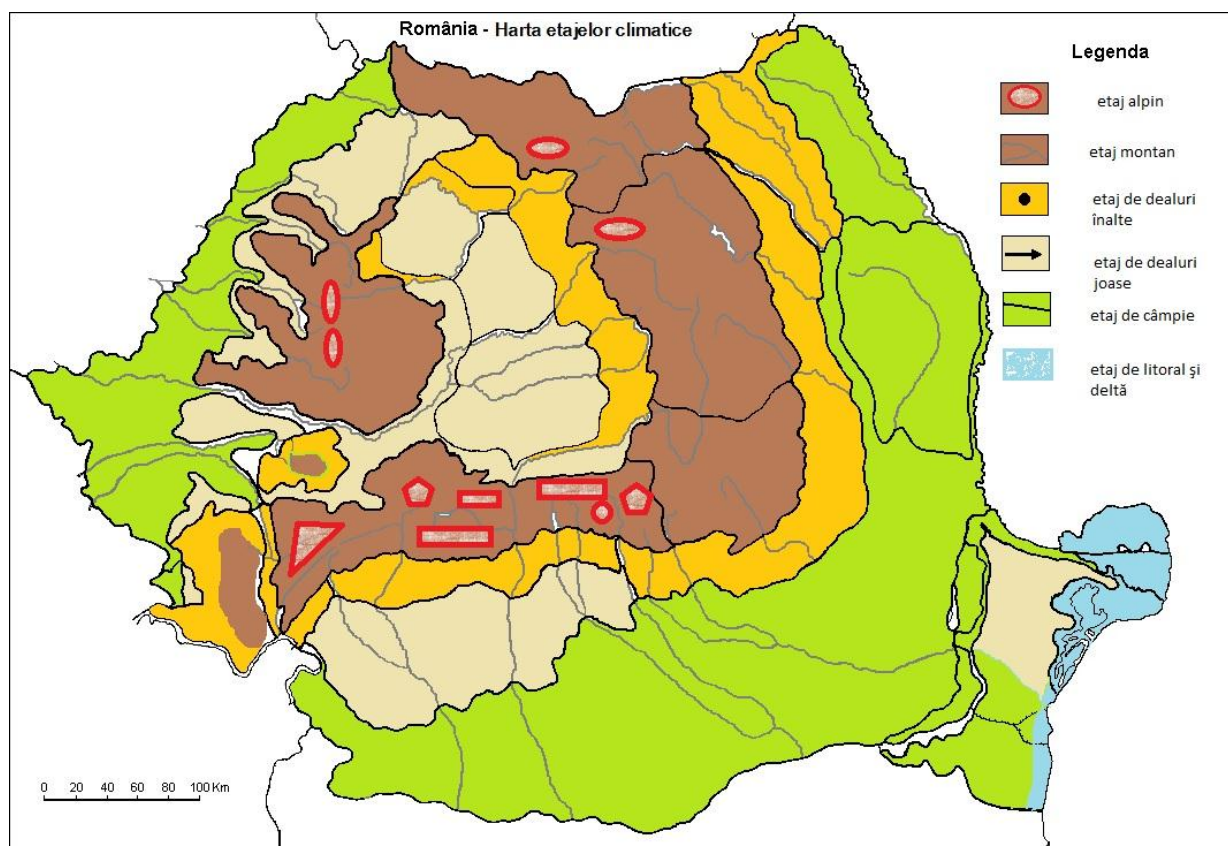 România - Harta etajelor climatice
Legenda
etaj alpin
etaj montan
etaj de dealuri
înalte
etaj de dealuri
joase
etaj de câmpie
etaj de litoral şi
deltă
0 20 40 60 80 100 Km